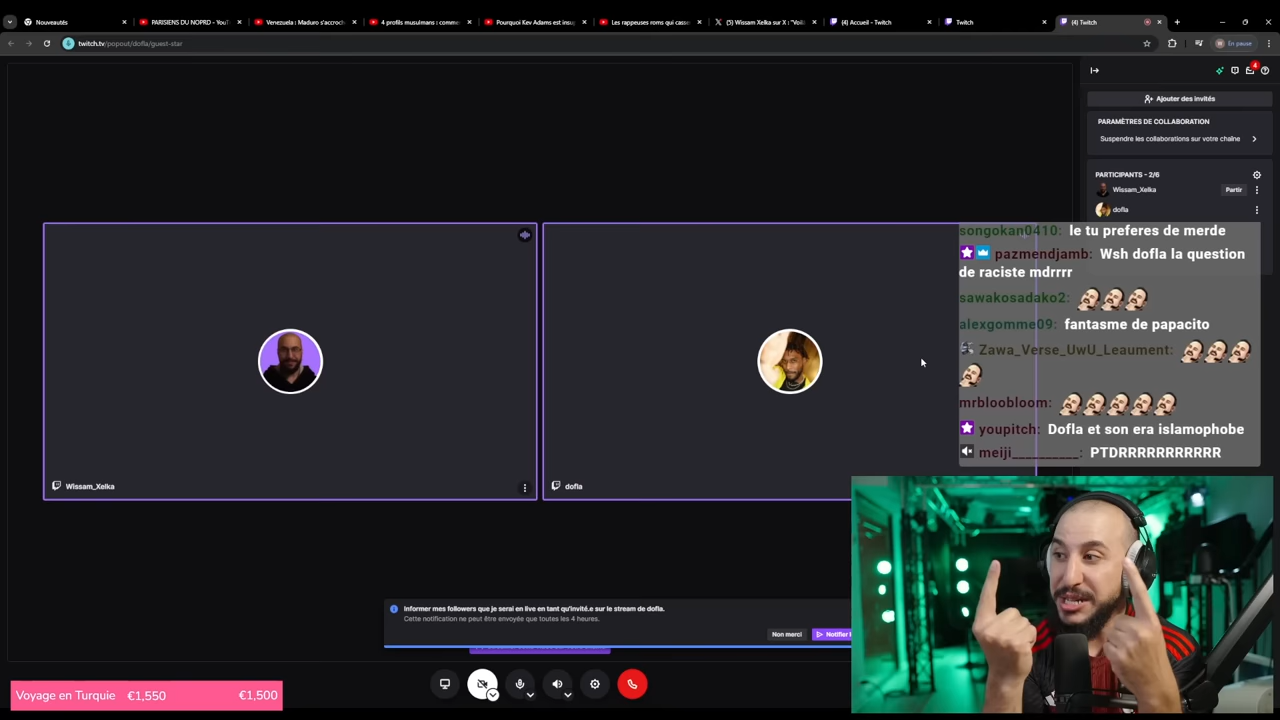 Nouveautés
PARISIENS DU NOPRD - YouT
Venezuela : Maduro s'accroch
4 profils musulmans : comme
Pourquoi Kev Adams est insu
Les rappeuses roms qui casse
(5) Wissam Xelka sur X : "Voil
(4) Accueil - Twitch
Twitch
(4) Twitch
twitch.tv/popout/dofla/guest-star
En pause
4
Ajouter des invités
PARAMÈTRES DE COLLABORATION
Suspendre les collaborations sur votre chaîne
PARTICIPANTS - 2/6
Wissam_Xelka
Partir
dofla
songokan0410: le tu preferes de merde
pazmendjamb: Wsh dofla la question
de raciste mdrrrr
sawakosadako2:
alexgomme09: fantasme de papacito
Zawa_Verse_UwU_Leaument:
mrbloobloom:
youpitch: Dofla et son era islamophobe
meiji_________: PTDRRRRRRRRRRR
Wissam_Xelka
dofla
Informer mes followers que je serai en live en tant qu'invité.e sur le stream de dofla.
Cette notification ne peut être envoyée que toutes les 4 heures.
Non merci
Notifier
Voyage en Turquie €1,550 €1,500